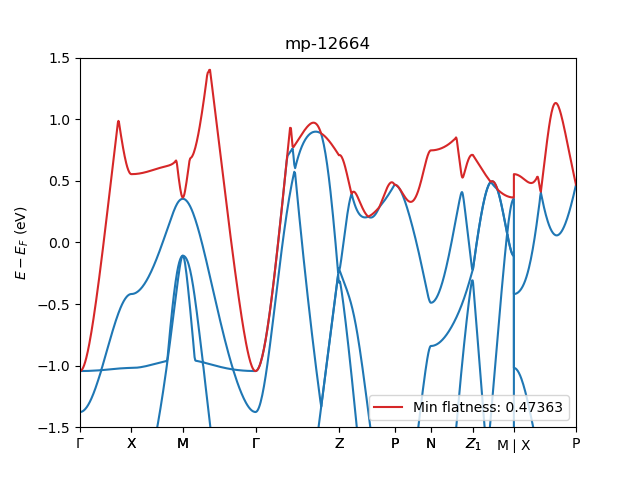 mp-12664
1.5
1.0
0.5
0.0
−0.5
−1.0
−1.5
E − E_F (eV)
Min flatness: 0.47363
Γ X M Γ Z P N Z₁ M | X P